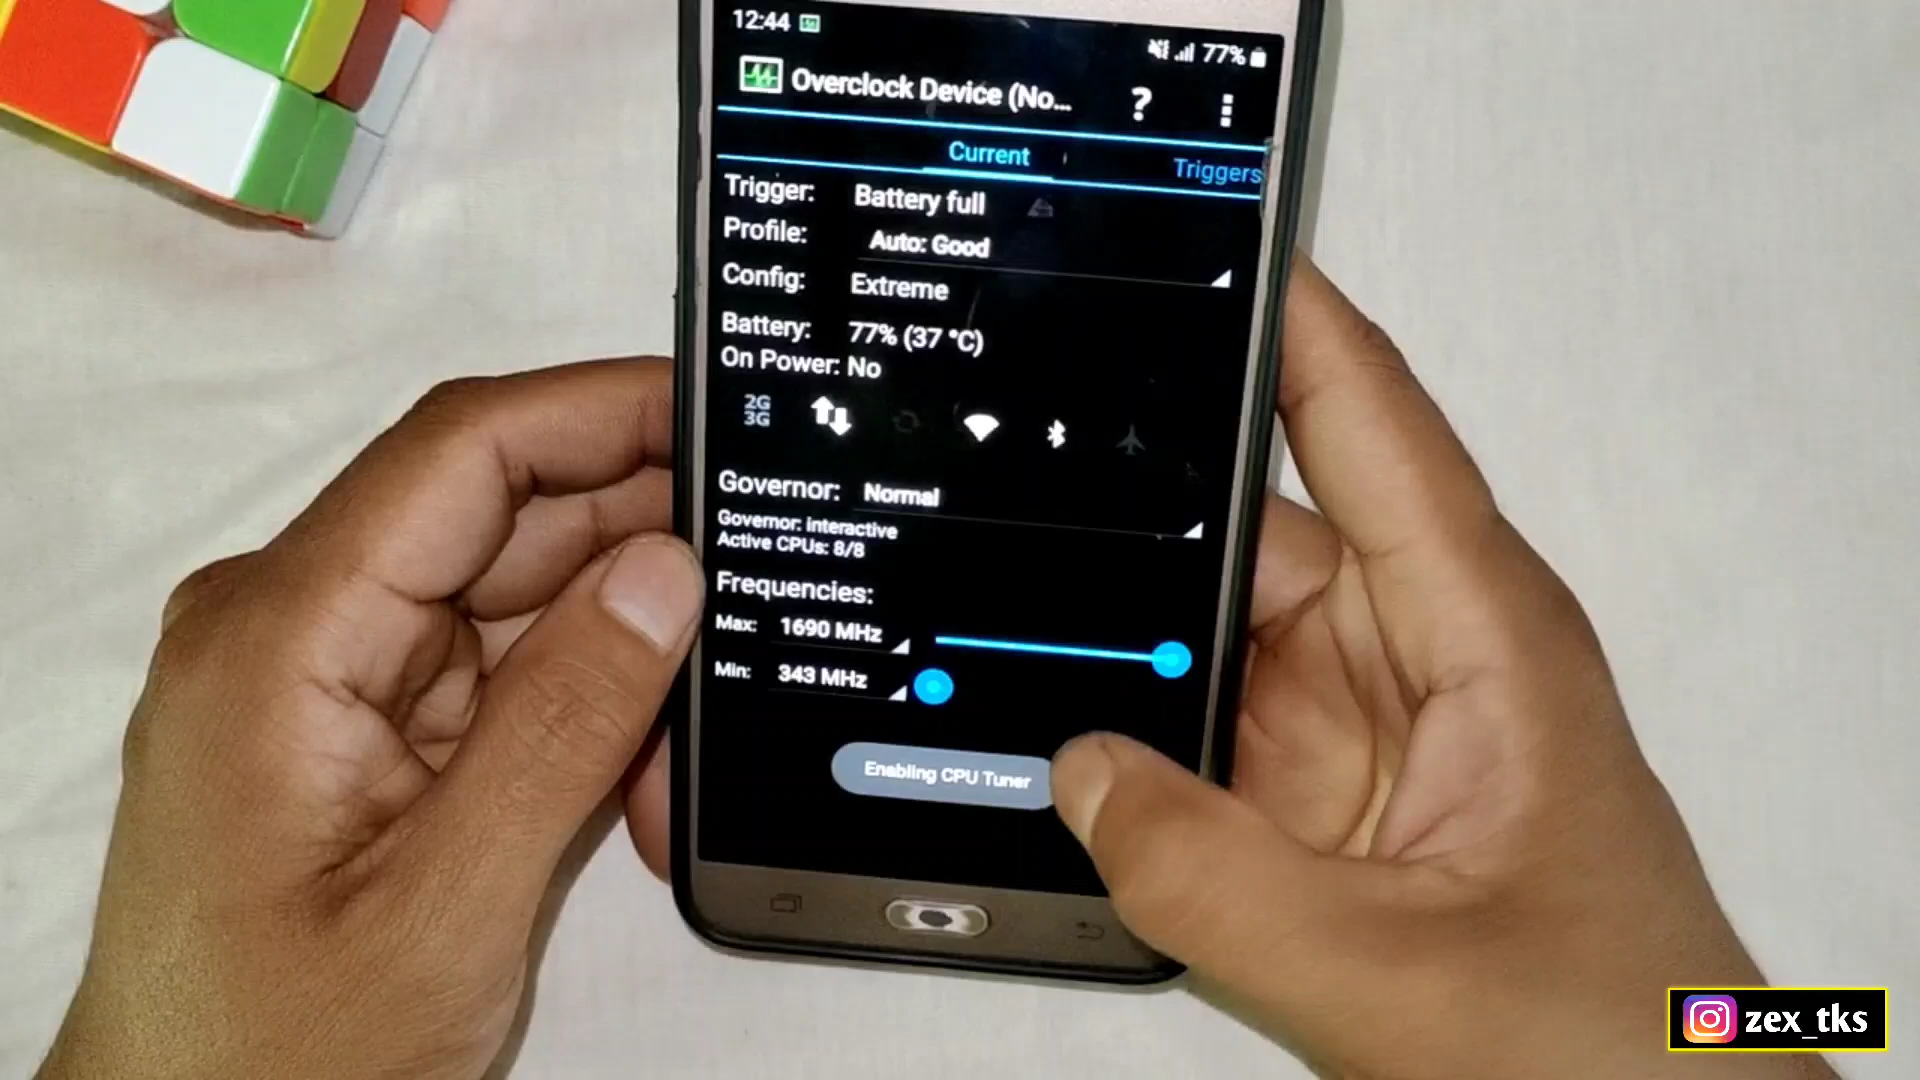 12:44
77%
Overclock Device (No...
?
Current
Triggers
Trigger: Battery full
Profile: Auto: Good
Config: Extreme
Battery: 77% (37 °C)
On Power: No
2G
3G
Governor: Normal
Governor: interactive
Active CPUs: 8/8
Frequencies:
Max: 1690 MHz
Min: 343 MHz
Enabling CPU Tuner
zex_tks